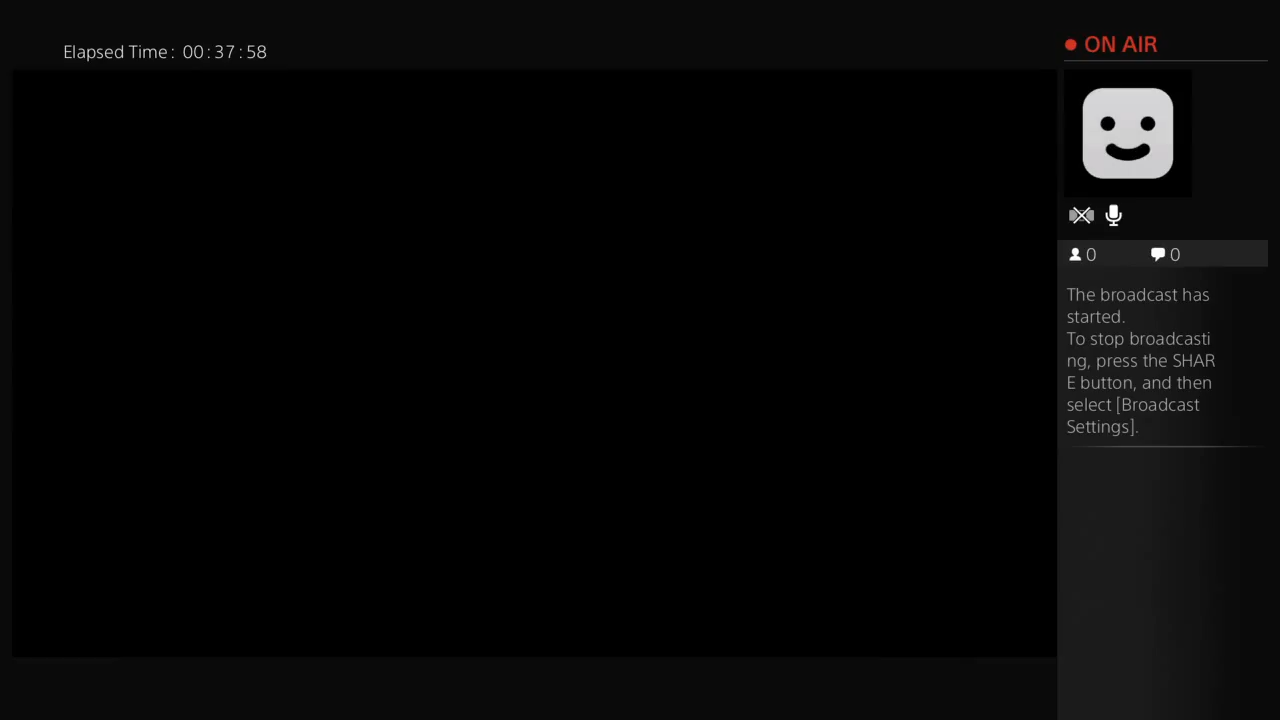 Elapsed Time: 00:37:58
ON AIR
0 0
The broadcast has
started.
To stop broadcasti
ng, press the SHAR
E button, and then
select [Broadcast
Settings].